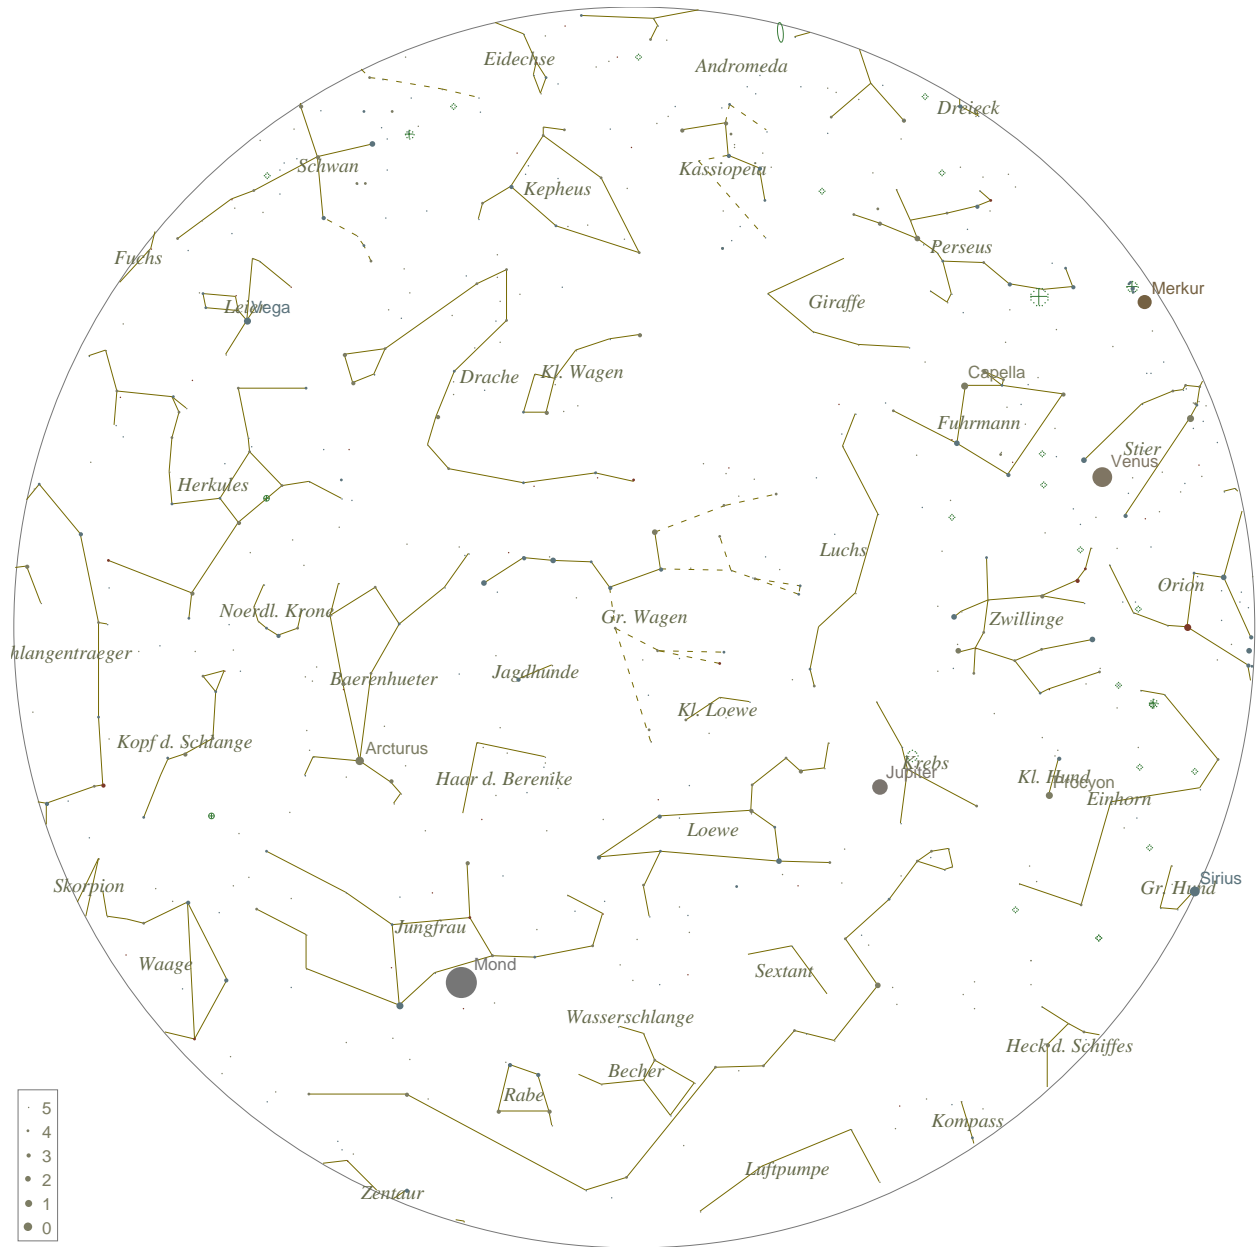 Eidechse
Andromeda
Dreieck
Schwan
Kepheus
Kassiopeia
Perseus
Fuchs
Leier
Vega
Giraffe
Merkur
Drache
Kl. Wagen
Capella
Fuhrmann
Stier
Venus
Herkules
Luchs
Noerdl. Krone
Gr. Wagen
Zwillinge
Orion
hlangentraeger
Baerenhueter
Jagdhunde
Kl. Loewe
Kopf d. Schlange
Arcturus
Haar d. Berenike
Krebs
Jupiter
Kl. Hund
Procyon
Einhorn
Loewe
Skorpion
Gr. Hund
Sirius
Jungfrau
Waage
Mond
Sextant
Wasserschlange
Heck d. Schiffes
Becher
Rabe
Kompass
Luftpumpe
Zentaur
5
4
3
2
1
0